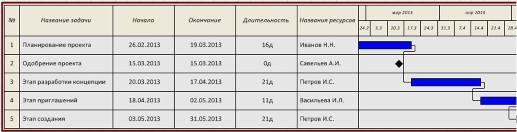 мар 2013 апр 2013
№ Название задачи Начало Окончание Длительность Названия ресурсов
24.2 3.3 10.3 17.3 24.3 31.3 7.4 14.4 21.4 28.4
1 Планирование проекта 26.02.2013 19.03.2013 16д Иванов Н.Н.
2 Одобрение проекта 15.03.2013 15.03.2013 0д Савельев А.И.
3 Этап разработки концепции 20.03.2013 17.04.2013 21д Петров И.С.
4 Этап приглашений 18.04.2013 02.05.2013 11д Васильева И.Л.
5 Этап создания 03.05.2013 31.05.2013 21д Петров И.С.